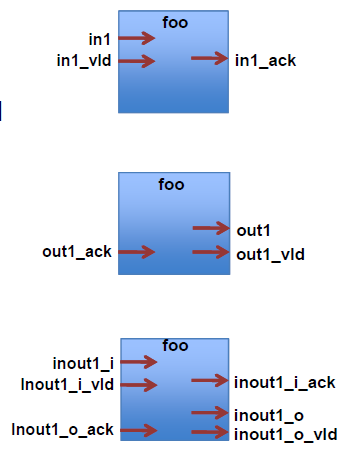 foo
in1
in1_vld
in1_ack
foo
out1
out1_ack
out1_vld
foo
inout1_i
Inout1_i_vld
inout1_i_ack
inout1_o
Inout1_o_ack
inout1_o_vld